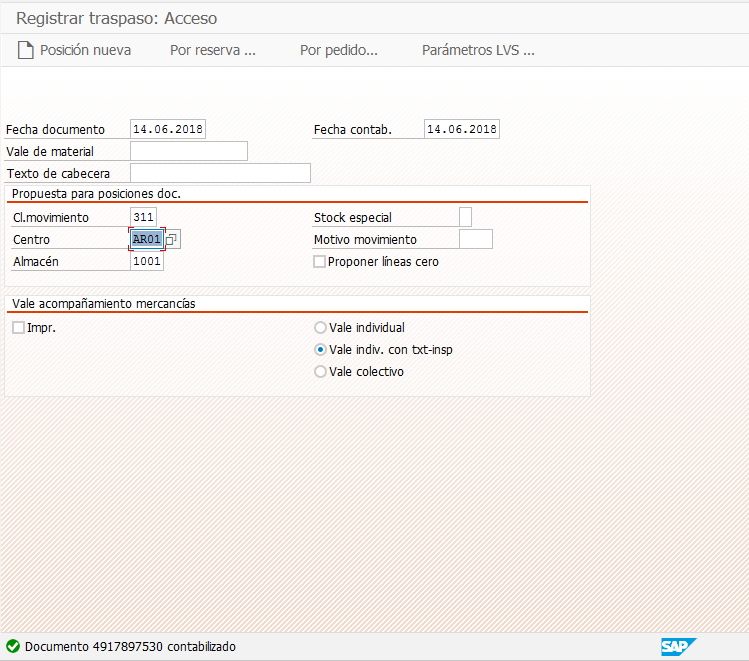 Registrar traspaso: Acceso
Posición nueva Por reserva ... Por pedido... Parámetros LVS ...
Fecha documento 14.06.2018 Fecha contab. 14.06.2018
Vale de material
Texto de cabecera
Propuesta para posiciones doc.
Cl.movimiento 311 Stock especial
Centro AR01 Motivo movimiento
Almacén 1001 Proponer líneas cero
Vale acompañamiento mercancías
Impr. Vale individual
Vale indiv. con txt-insp
Vale colectivo
Documento 4917897530 contabilizado SAP